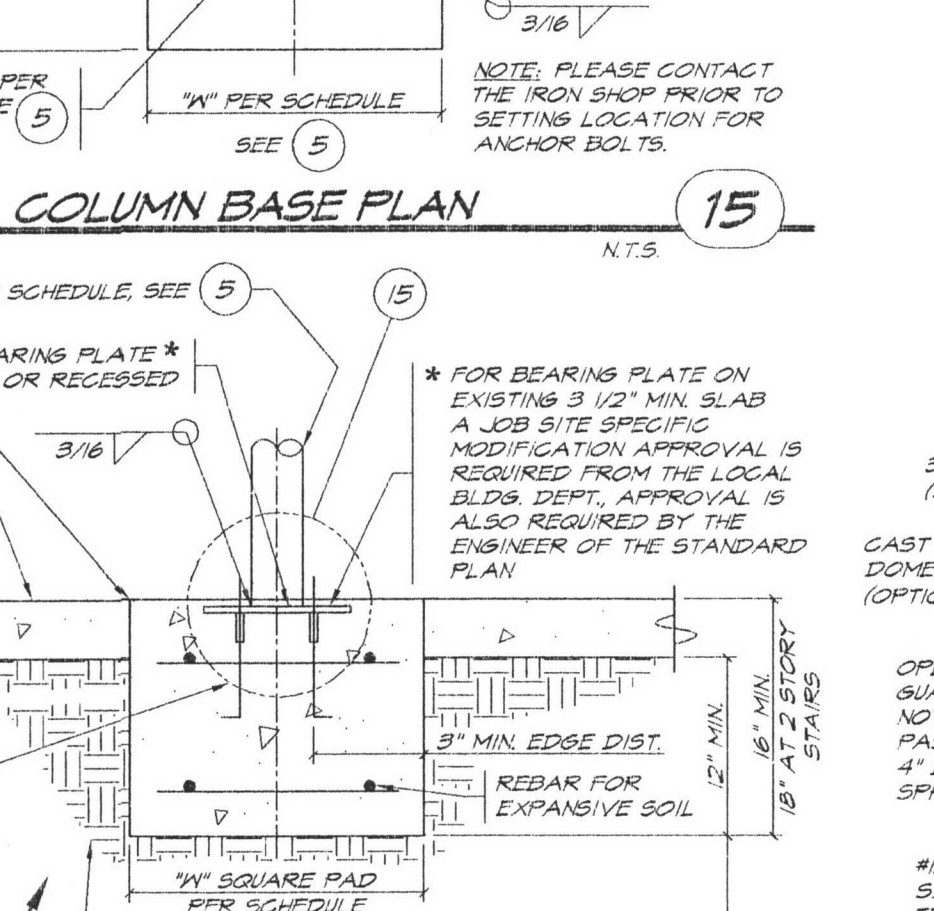 3/16
PER
5
"W" PER SCHEDULE
SEE 5
NOTE: PLEASE CONTACT
THE IRON SHOP PRIOR TO
SETTING LOCATION FOR
ANCHOR BOLTS.
COLUMN BASE PLAN
15
N.T.S.
SCHEDULE, SEE 5
15
ARING PLATE *
OR RECESSED
3/16
* FOR BEARING PLATE ON
EXISTING 3 1/2" MIN. SLAB
A JOB SITE SPECIFIC
MODIFICATION APPROVAL IS
REQUIRED FROM THE LOCAL
BLDG. DEPT., APPROVAL IS
ALSO REQUIRED BY THE
ENGINEER OF THE STANDARD
PLAN
CAST
DOME
(OPTIO
3" MIN. EDGE DIST.
REBAR FOR
EXPANSIVE SOIL
12" MIN.
16" MIN.
18" AT 2 STORY
STAIRS
OPE
GUA
NO
PAS
4"
SPH
"W" SQUARE PAD
PER SCHEDULE